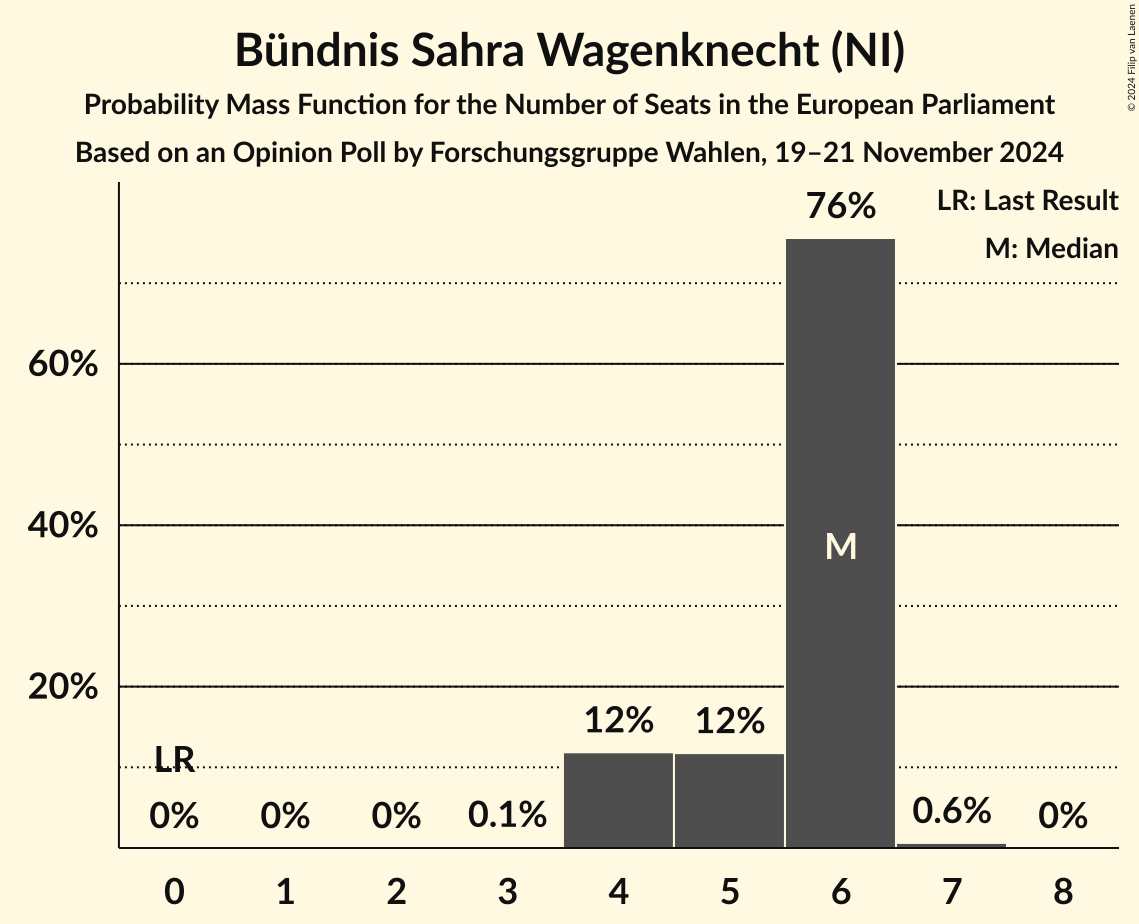 Bündnis Sahra Wagenknecht (NI)
Probability Mass Function for the Number of Seats in the European Parliament
Based on an Opinion Poll by Forschungsgruppe Wahlen, 19–21 November 2024
© 2024 Filip van Laenen
LR: Last Result
M: Median
76%
60%
40%
M
20%
12% 12%
LR
0% 0% 0% 0.1% 0.6% 0%
0 1 2 3 4 5 6 7 8